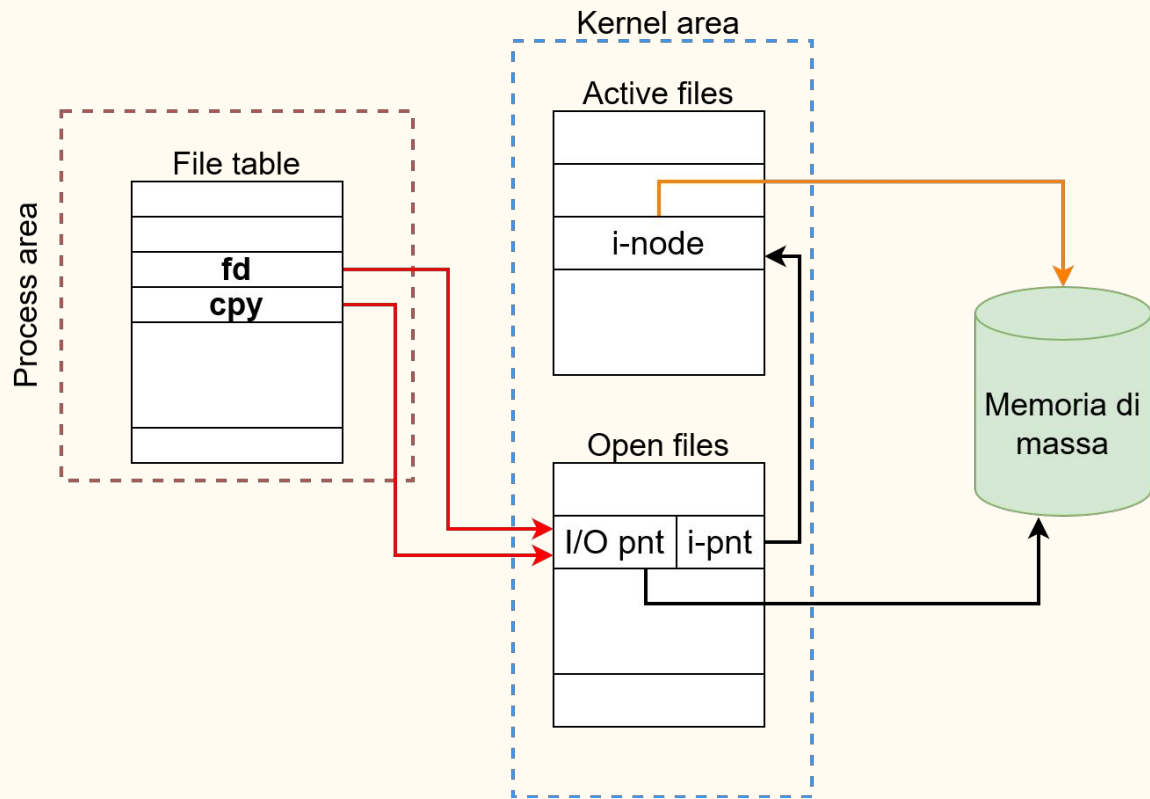 Kernel area
Active files
File table
Process area
fd
cpy
i-node
Memoria di
massa
Open files
I/O pnt
i-pnt